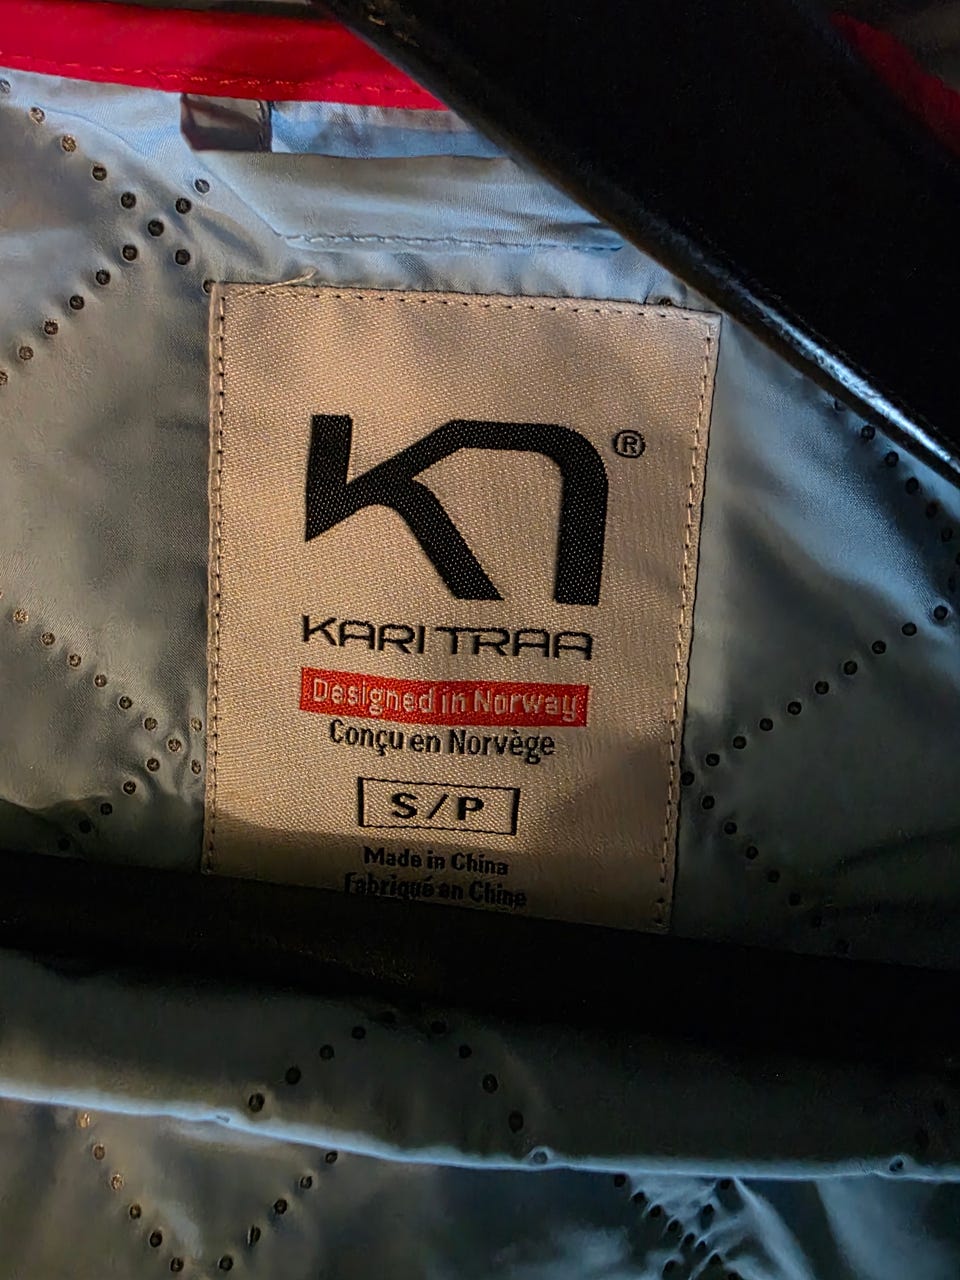 KN®
KARI TRAA
Designed in Norway
Conçu en Norvège
S/P
Made in China
Fabriqué en Chine